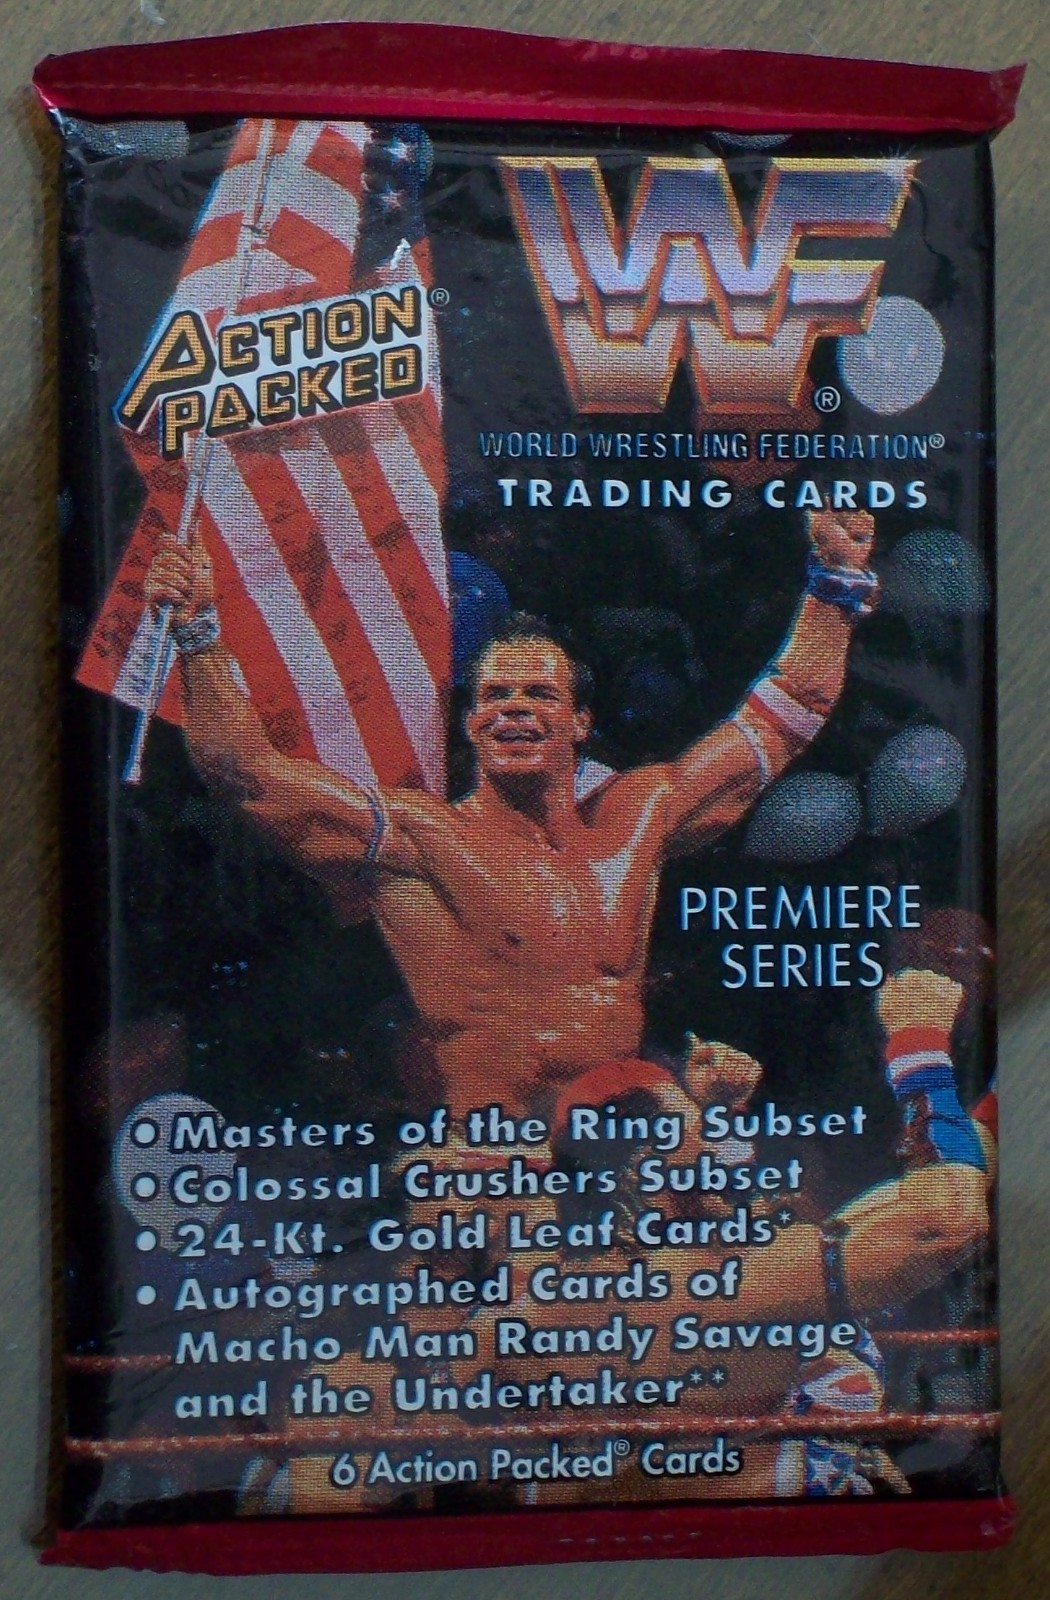 ACTION
PACKED®
WF
®
WORLD WRESTLING FEDERATION®
TRADING CARDS
PREMIERE
SERIES
• Masters of the Ring Subset
• Colossal Crushers Subset
• 24-Kt. Gold Leaf Cards*
• Autographed Cards of
Macho Man Randy Savage
and the Undertaker**
6 Action Packed® Cards